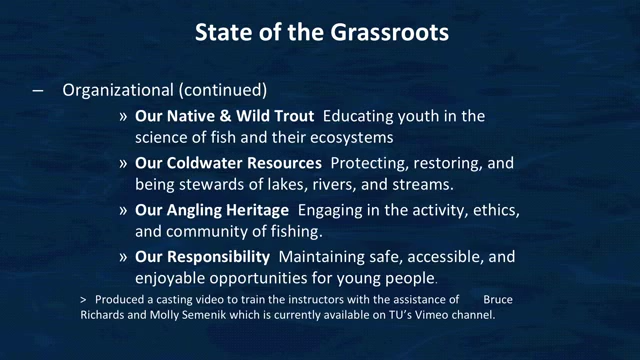 State of the Grassroots
– Organizational (continued)
» Our Native & Wild Trout Educating youth in the
science of fish and their ecosystems
» Our Coldwater Resources Protecting, restoring, and
being stewards of lakes, rivers, and streams.
» Our Angling Heritage Engaging in the activity, ethics,
and community of fishing.
» Our Responsibility Maintaining safe, accessible, and
enjoyable opportunities for young people.
> Produced a casting video to train the instructors with the assistance of Bruce
Richards and Molly Semenik which is currently available on TU's Vimeo channel.